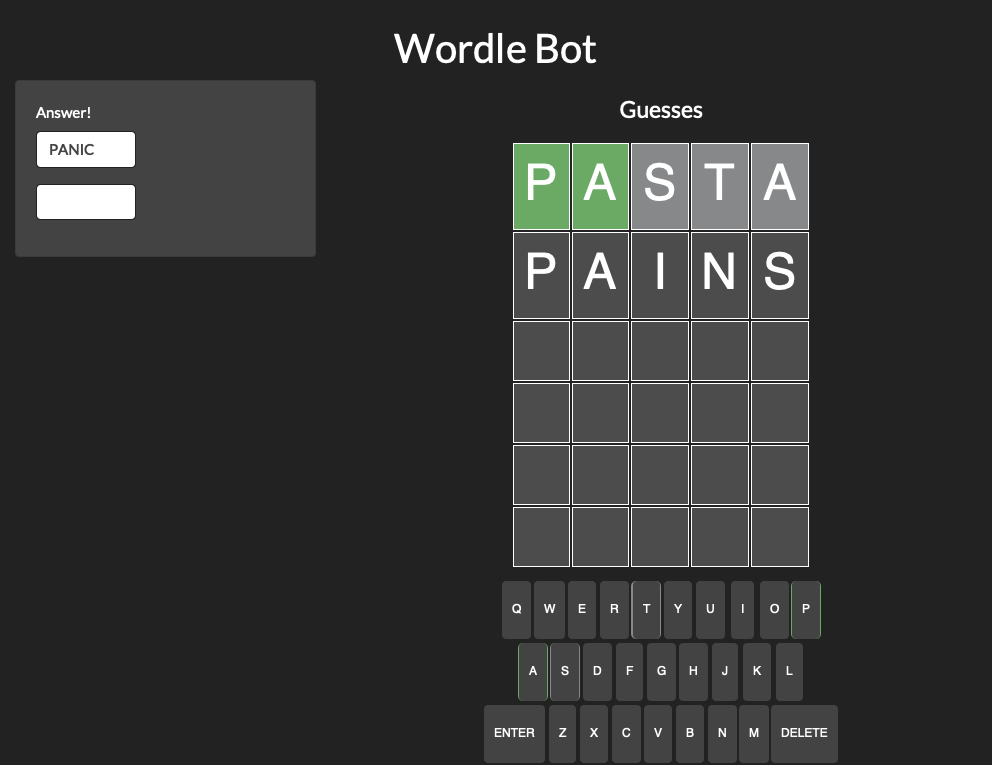 Wordle Bot
Answer!
PANIC
Guesses
P A S T A
P A I N S
Q W E R T Y U I O P
A S D F G H J K L
ENTER Z X C V B N M DELETE